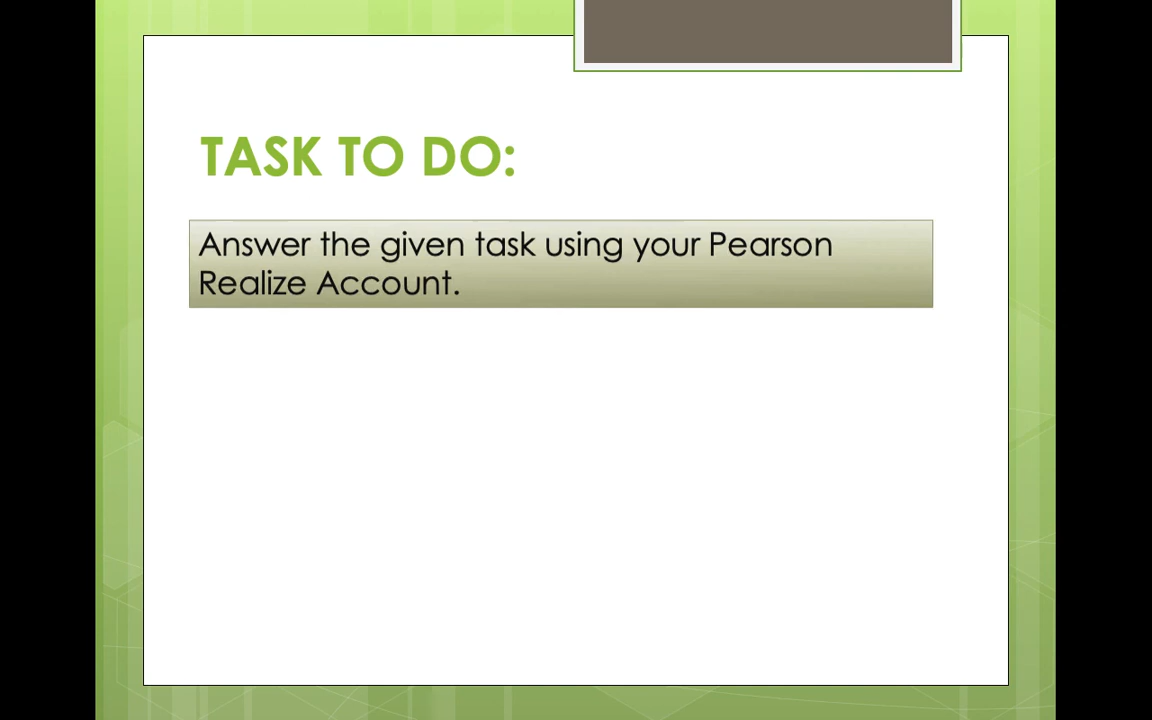 TASK TO DO:
Answer the given task using your Pearson
Realize Account.